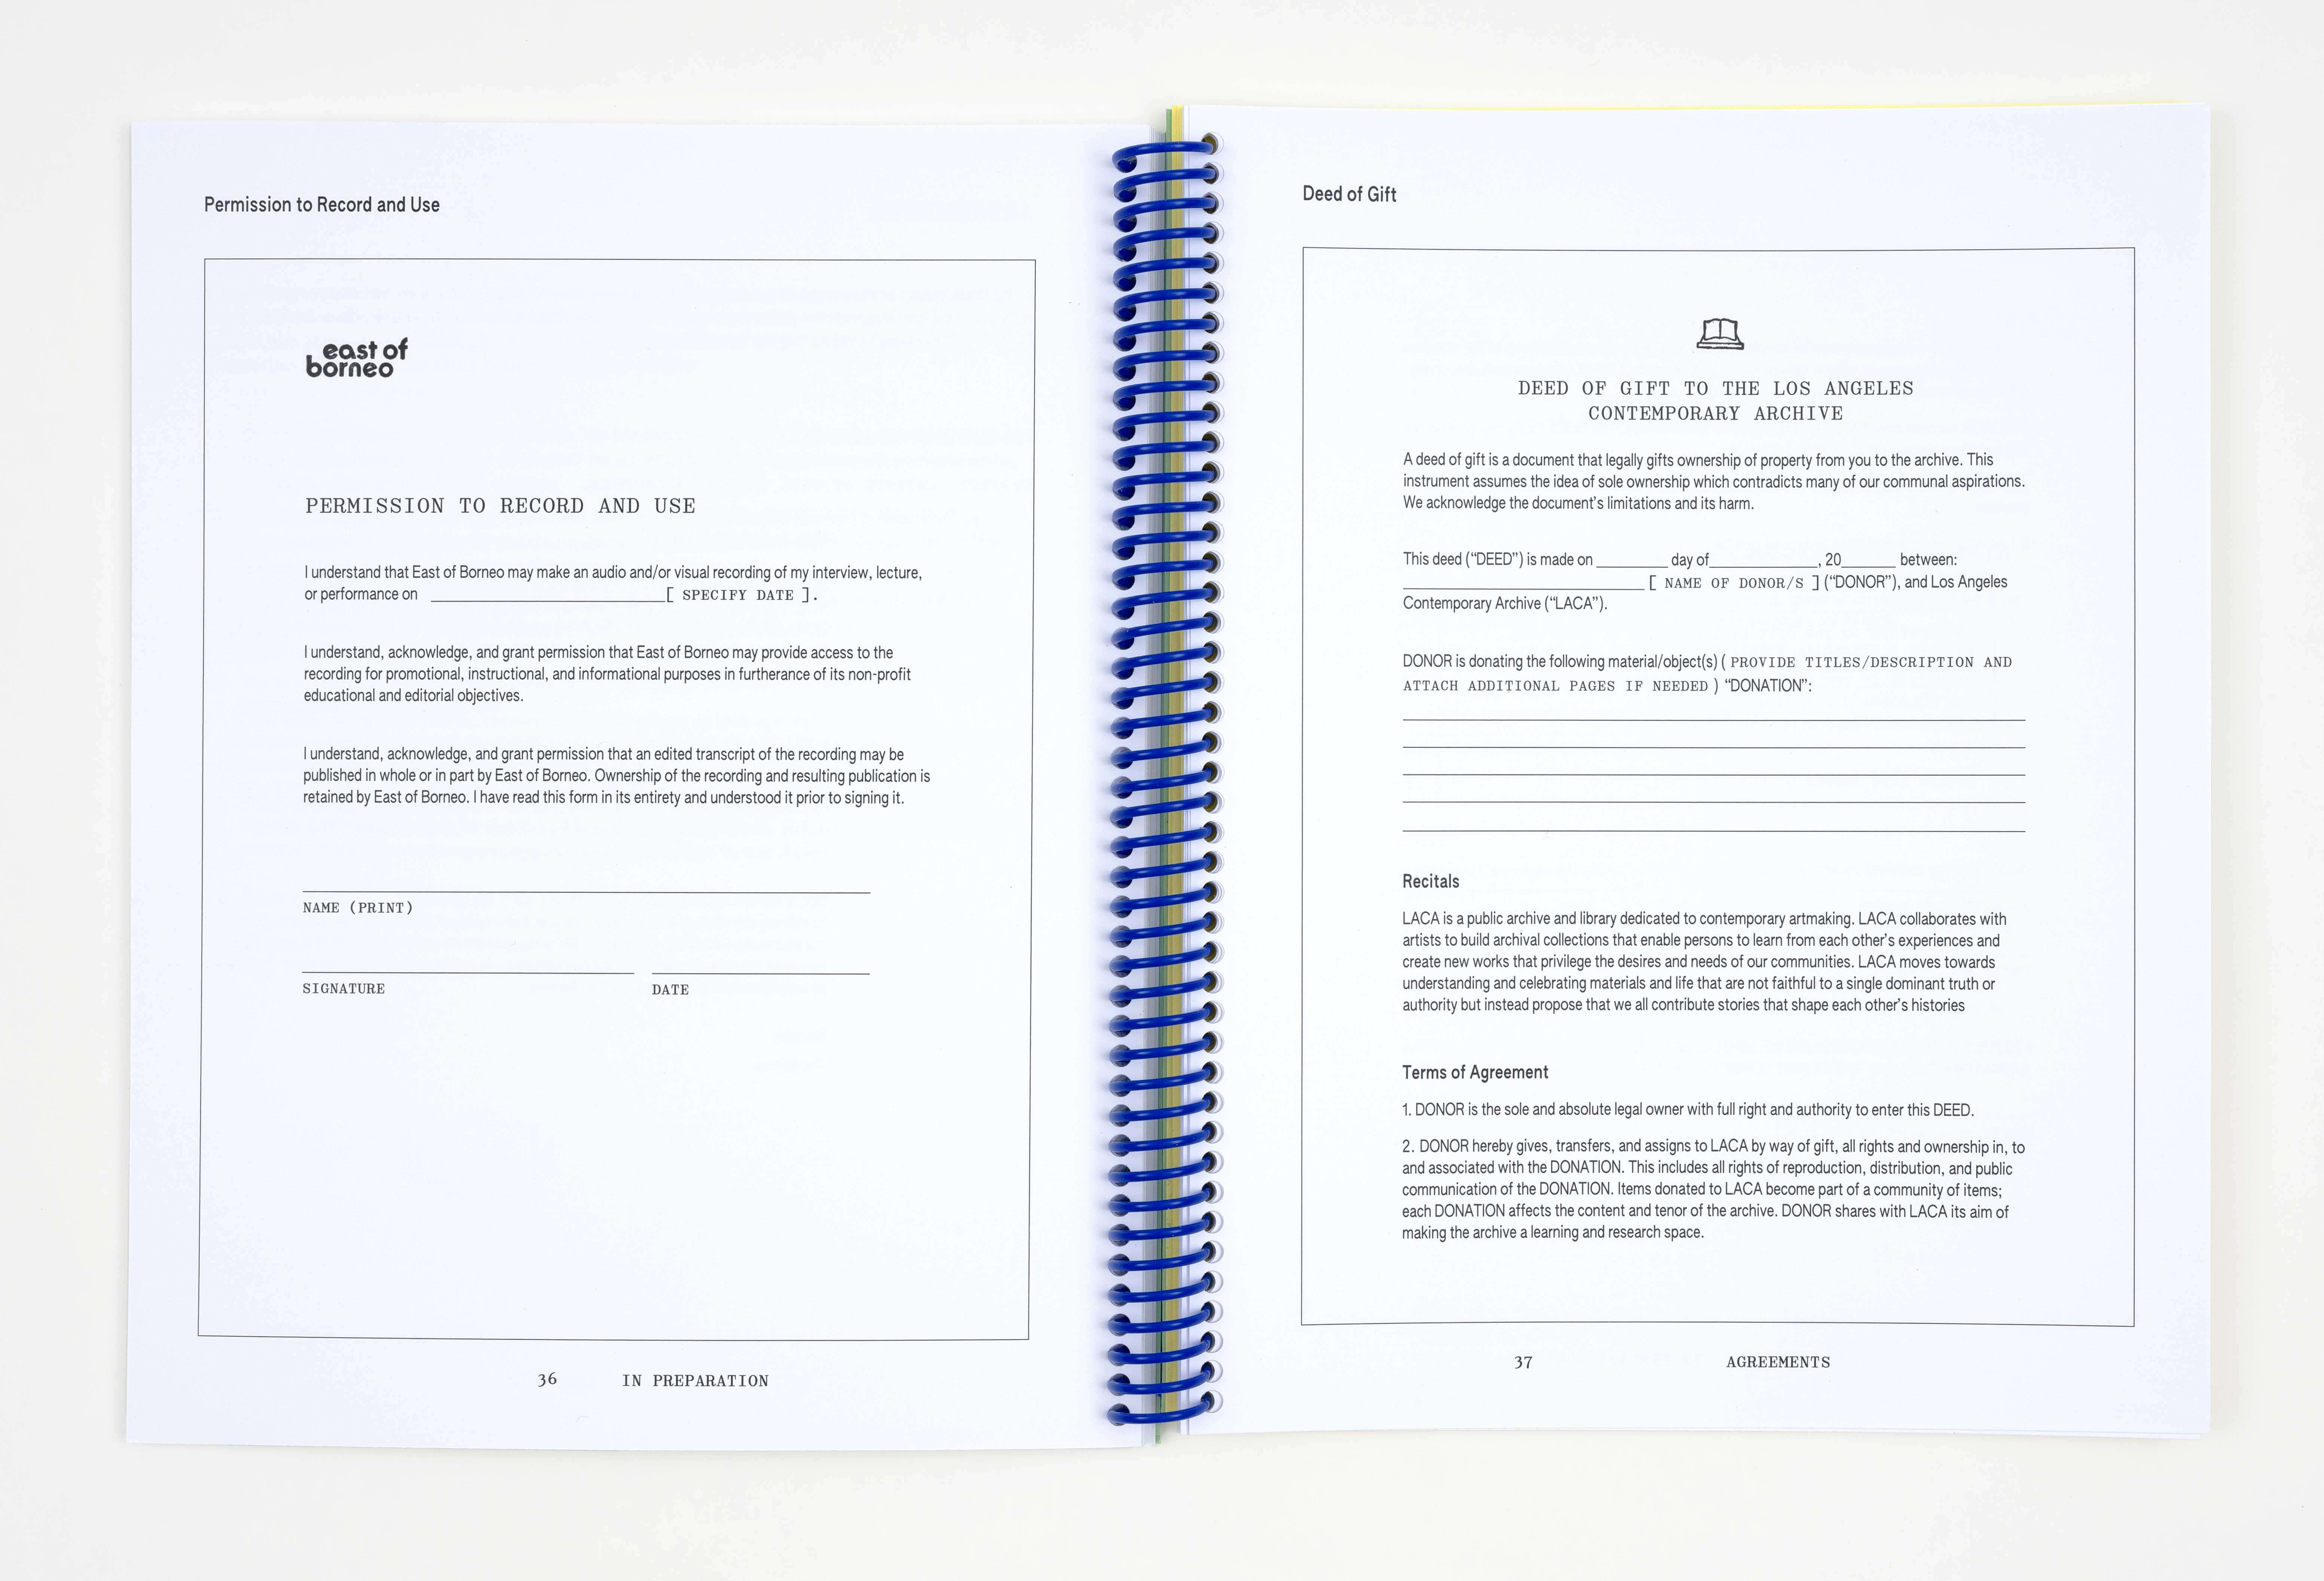 Permission to Record and Use
east of
borneo
PERMISSION TO RECORD AND USE
I understand that East of Borneo may make an audio and/or visual recording of my interview, lecture,
or performance on ____________________[ SPECIFY DATE ].
I understand, acknowledge, and grant permission that East of Borneo may provide access to the
recording for promotional, instructional, and informational purposes in furtherance of its non-profit
educational and editorial objectives.
I understand, acknowledge, and grant permission that an edited transcript of the recording may be
published in whole or in part by East of Borneo. Ownership of the recording and resulting publication is
retained by East of Borneo. I have read this form in its entirety and understood it prior to signing it.
NAME (PRINT)
SIGNATURE DATE
36 IN PREPARATION
Deed of Gift
DEED OF GIFT TO THE LOS ANGELES
CONTEMPORARY ARCHIVE
A deed of gift is a document that legally gifts ownership of property from you to the archive. This
instrument assumes the idea of sole ownership which contradicts many of our communal aspirations.
We acknowledge the document’s limitations and its harm.
This deed (“DEED”) is made on ________ day of____________, 20______ between:
___________________________ [ NAME OF DONOR/S ] (“DONOR”), and Los Angeles
Contemporary Archive (“LACA”).
DONOR is donating the following material/object(s) ( PROVIDE TITLES/DESCRIPTION AND
ATTACH ADDITIONAL PAGES IF NEEDED ) “DONATION”:
Recitals
LACA is a public archive and library dedicated to contemporary artmaking. LACA collaborates with
artists to build archival collections that enable persons to learn from each other’s experiences and
create new works that privilege the desires and needs of our communities. LACA moves towards
understanding and celebrating materials and life that are not faithful to a single dominant truth or
authority but instead propose that we all contribute stories that shape each other’s histories
Terms of Agreement
1. DONOR is the sole and absolute legal owner with full right and authority to enter this DEED.
2. DONOR hereby gives, transfers, and assigns to LACA by way of gift, all rights and ownership in, to
and associated with the DONATION. This includes all rights of reproduction, distribution, and public
communication of the DONATION. Items donated to LACA become part of a community of items;
each DONATION affects the content and tenor of the archive. DONOR shares with LACA its aim of
making the archive a learning and research space.
37 AGREEMENTS